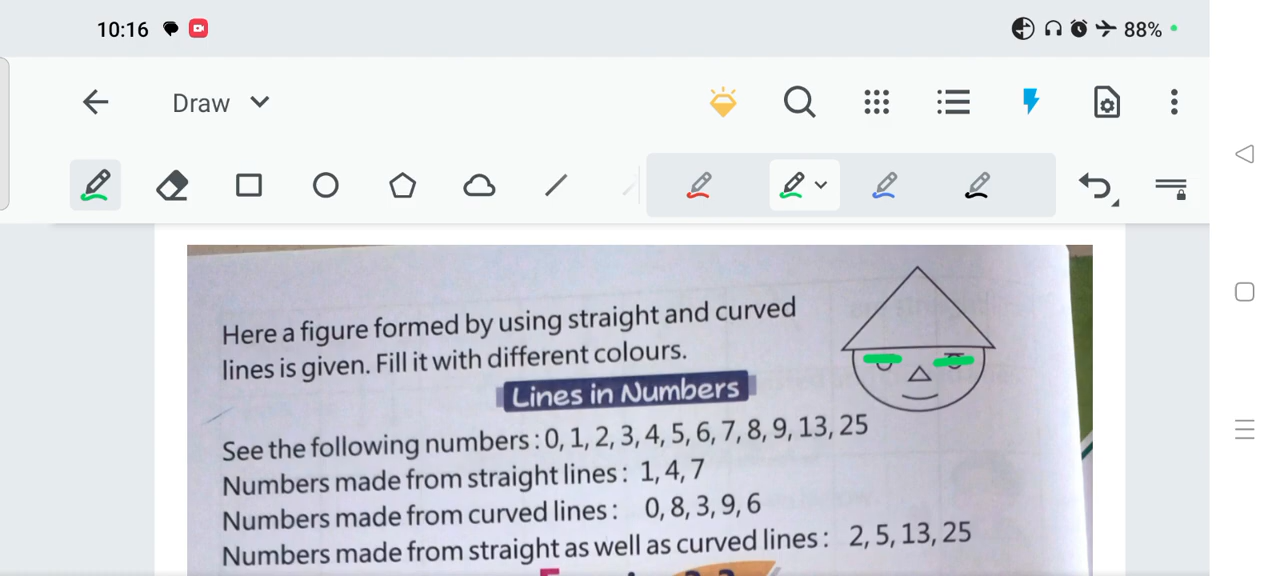 10:16
88%
Draw
Here a figure formed by using straight and curved
lines is given. Fill it with different colours.
Lines in Numbers
See the following numbers : 0, 1, 2, 3, 4, 5, 6, 7, 8, 9, 13, 25
Numbers made from straight lines : 1, 4, 7
Numbers made from curved lines : 0, 8, 3, 9, 6
Numbers made from straight as well as curved lines : 2, 5, 13, 25